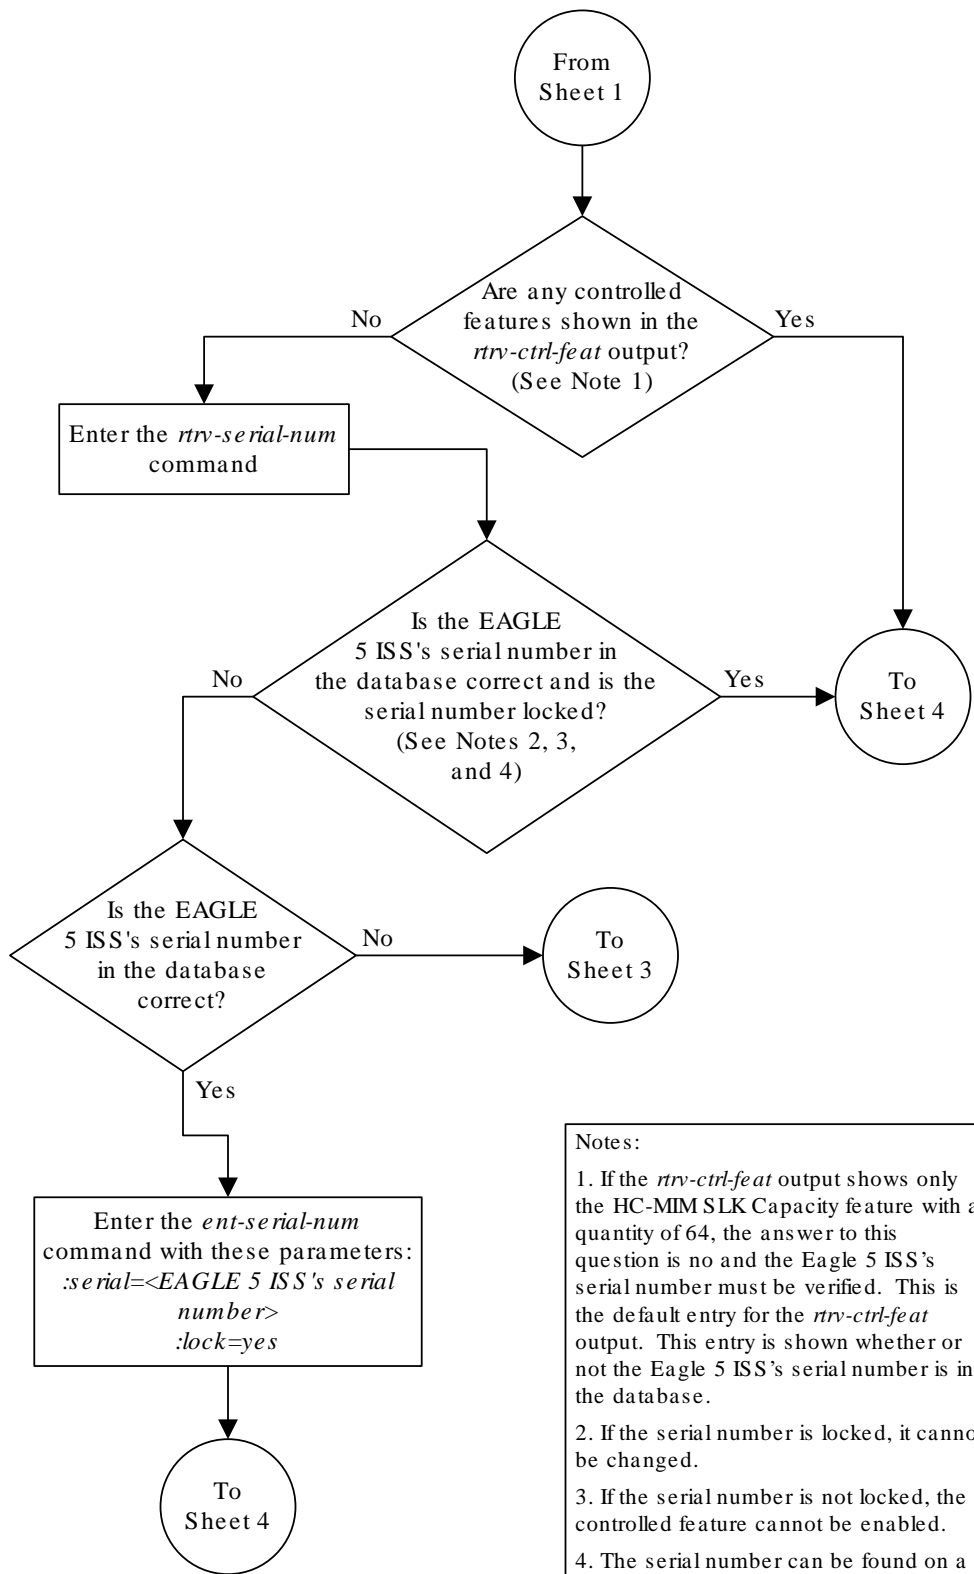 From
Sheet 1
Are any controlled
features shown in the
rtrv-ctrl-feat output?
(See Note 1)
No
Yes
Enter the rtrv-serial-num
command
Is the EAGLE
5 ISS's serial number in
the database correct and is the
serial number locked?
(See Notes 2, 3,
and 4)
No
Yes
To
Sheet 4
Is the EAGLE
5 ISS's serial number
in the database
correct?
No
To
Sheet 3
Yes
Enter the ent-serial-num
command with these parameters:
:serial=<EAGLE 5 ISS's serial
number>
:lock=yes
To
Sheet 4
Notes:
1. If the rtrv-ctrl-feat output shows only
the HC-MIM SLK Capacity feature with a
quantity of 64, the answer to this
question is no and the Eagle 5 ISS’s
serial number must be verified. This is
the default entry for the rtrv-ctrl-feat
output. This entry is shown whether or
not the Eagle 5 ISS’s serial number is in
the database.
2. If the serial number is locked, it canno
be changed.
3. If the serial number is not locked, the
controlled feature cannot be enabled.
4. The serial number can be found on a